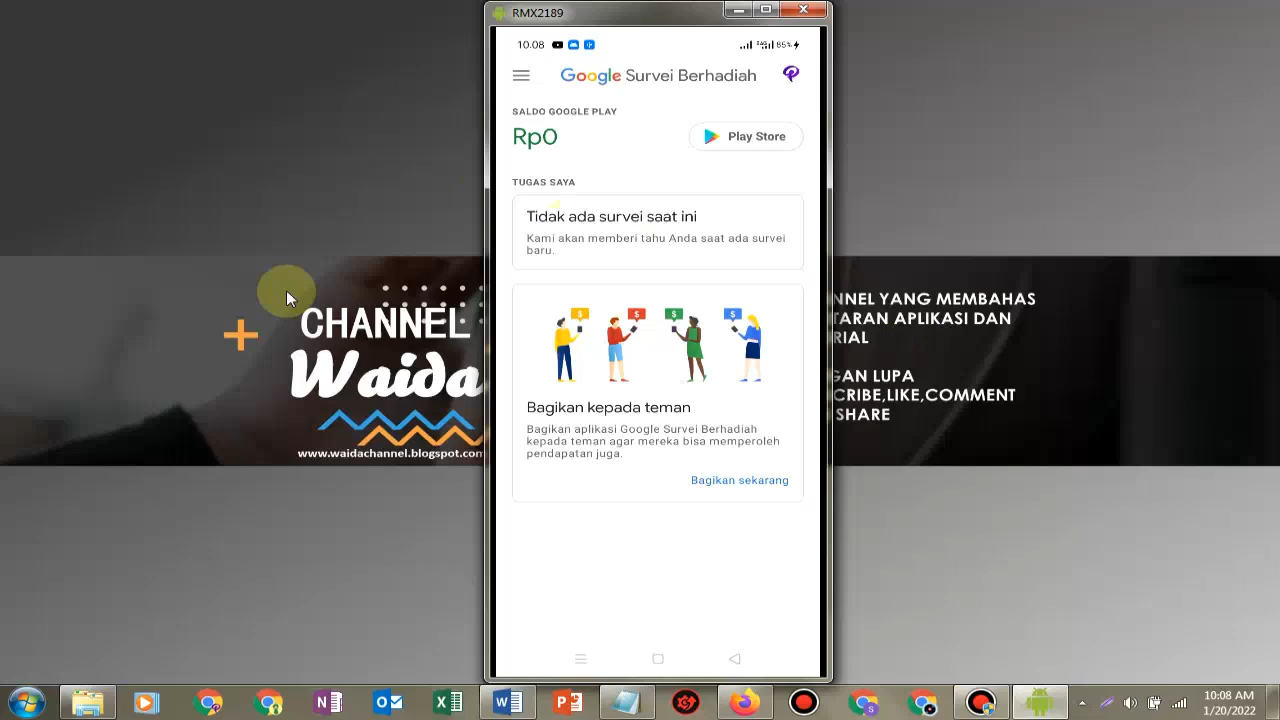 RMX2189
10.08
85%
Google Survei Berhadiah
SALDO GOOGLE PLAY
Rp0
Play Store
TUGAS SAYA
Tidak ada survei saat ini
Kami akan memberi tahu Anda saat ada survei
baru.
$ $ $ $
Bagikan kepada teman
Bagikan aplikasi Google Survei Berhadiah
kepada teman agar mereka bisa memperoleh
pendapatan juga.
Bagikan sekarang
CHANNEL
Waida
www.waidachannel.blogspot.com
NNEL YANG MEMBAHAS
TARAN APLIKASI DAN
RIAL
GAN LUPA
CRIBE,LIKE,COMMENT
SHARE
10:08 AM
1/20/2022